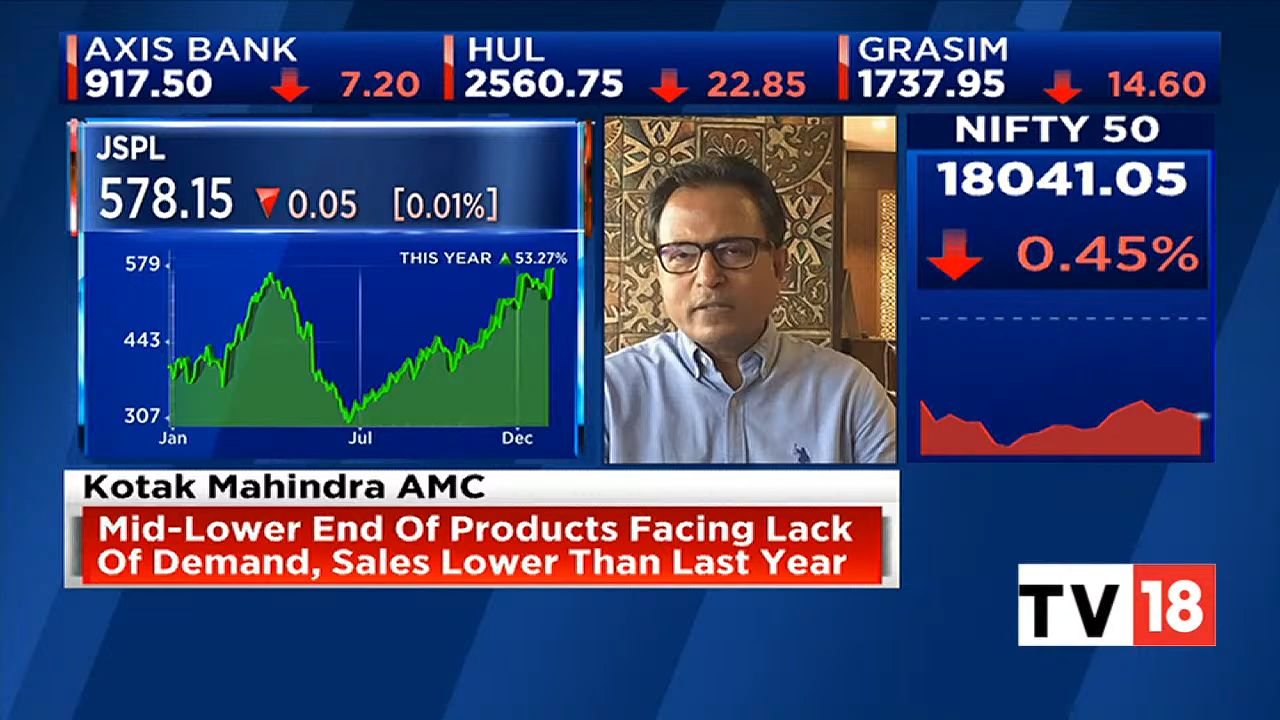 AXIS BANK
917.50 7.20
HUL
2560.75 22.85
GRASIM
1737.95 14.60
JSPL
578.15 0.05 [0.01%]
THIS YEAR 53.27%
579
443
307
Jan Jul Dec
NIFTY 50
18041.05
0.45%
Kotak Mahindra AMC
Mid-Lower End Of Products Facing Lack
Of Demand, Sales Lower Than Last Year
TV18